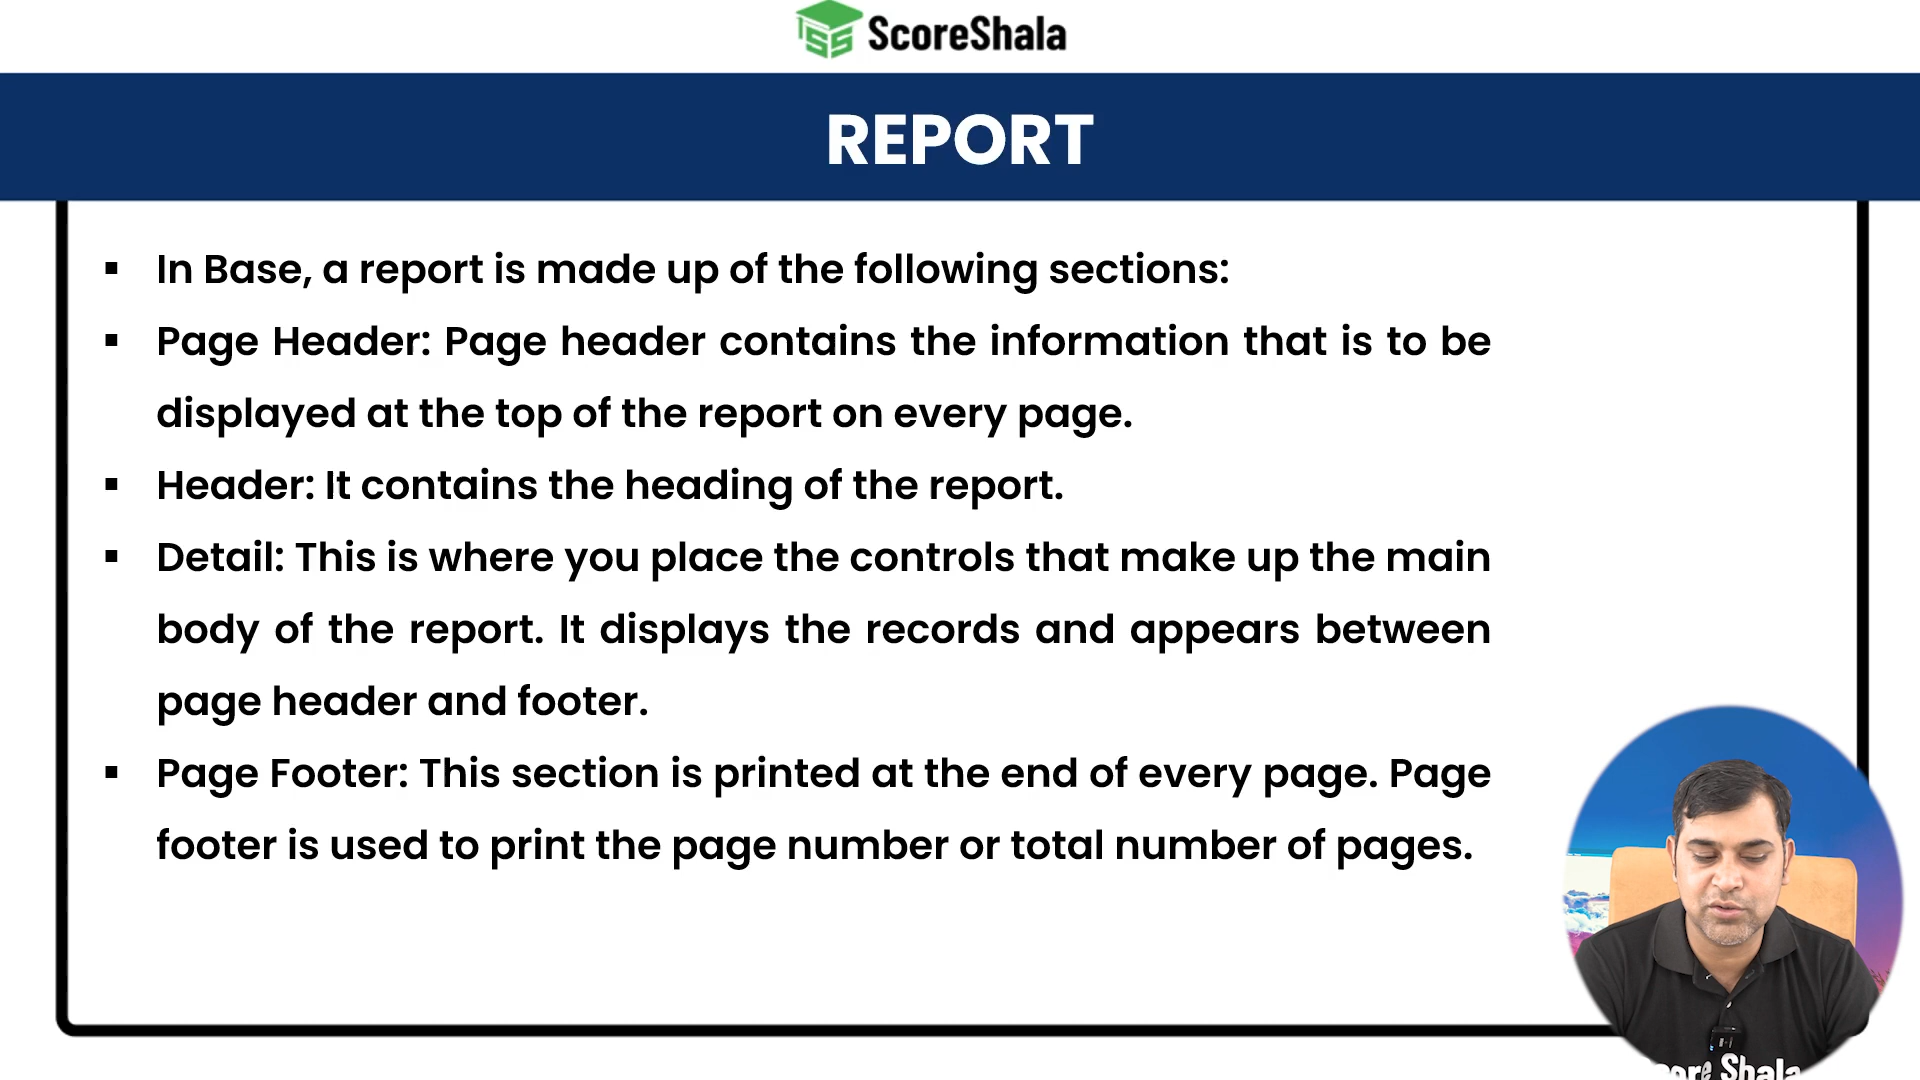 ScoreShala
REPORT
▪ In Base, a report is made up of the following sections:
▪ Page Header: Page header contains the information that is to be
displayed at the top of the report on every page.
▪ Header: It contains the heading of the report.
▪ Detail: This is where you place the controls that make up the main
body of the report. It displays the records and appears between
page header and footer.
▪ Page Footer: This section is printed at the end of every page. Page
footer is used to print the page number or total number of pages.
Shala